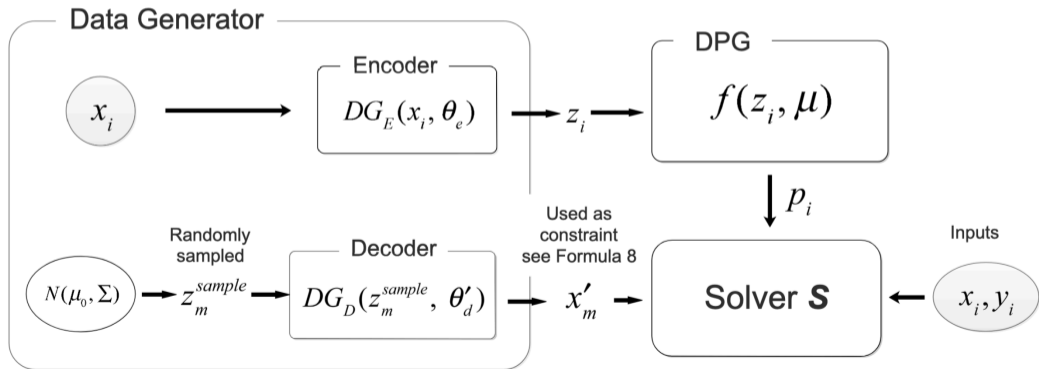 Data Generator
DPG
Encoder
x_i
DG_E(x_i, θ_e)
z_i
f(z_i, μ)
p_i
Randomly
sampled
Decoder
Used as
constraint
see Formula 8
Inputs
N(μ_0, Σ)
z_m^{sample}
DG_D(z_m^{sample}, θ'_d)
x'_m
Solver S
x_i, y_i